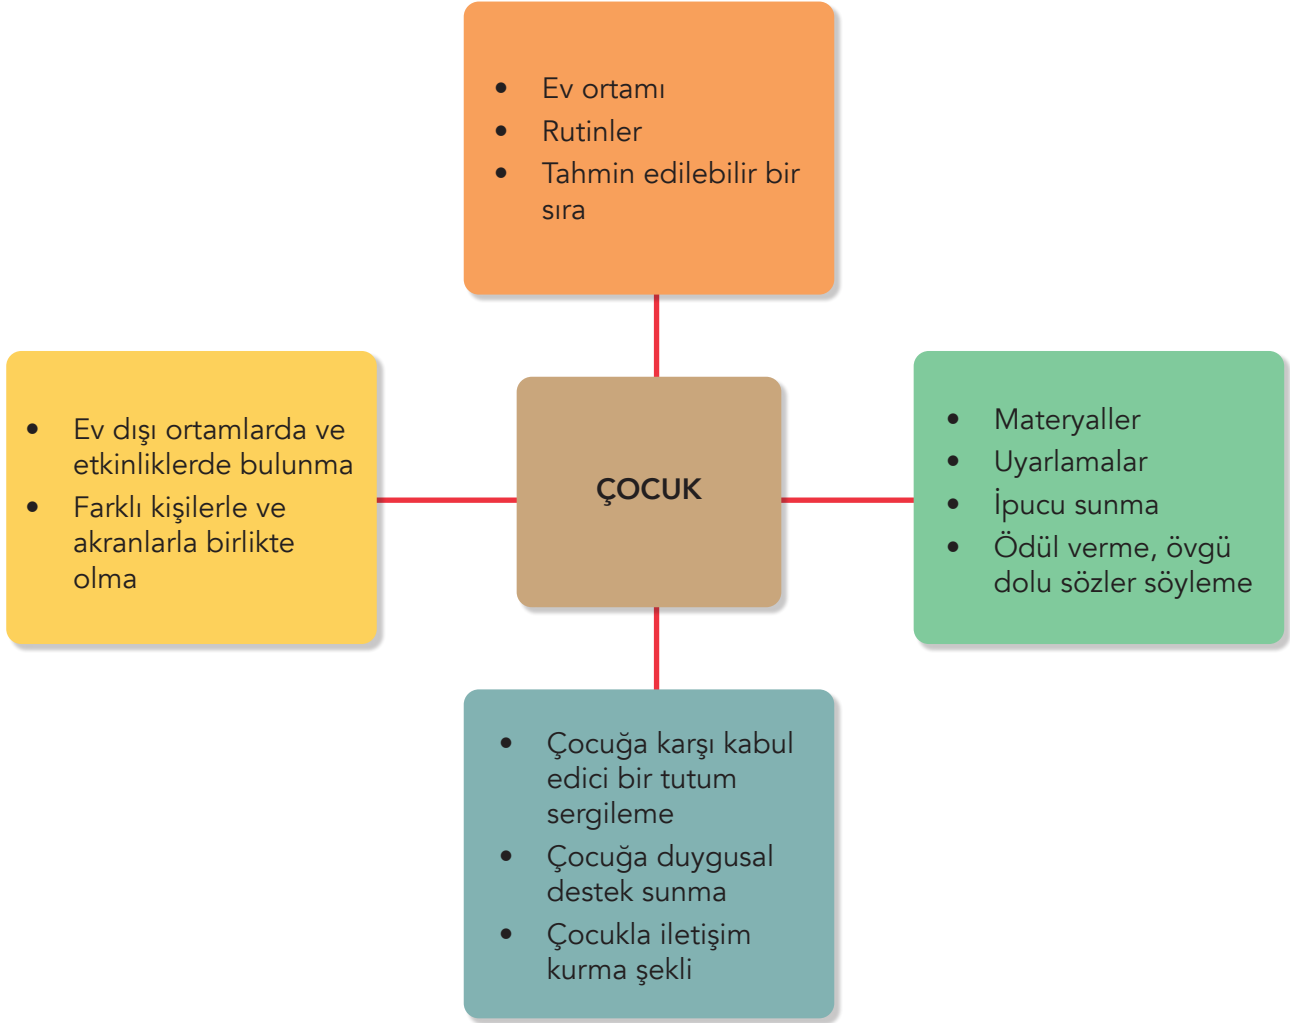 • Ev ortamı
• Rutinler
• Tahmin edilebilir bir
sıra
• Ev dışı ortamlarda ve
etkinliklerde bulunma
• Farklı kişilerle ve
akranlarla birlikte
olma
ÇOCUK
• Materyaller
• Uyarlamalar
• İpucu sunma
• Ödül verme, övgü
dolu sözler söyleme
• Çocuğa karşı kabul
edici bir tutum
sergileme
• Çocuğa duygusal
destek sunma
• Çocukla iletişim
kurma şekli